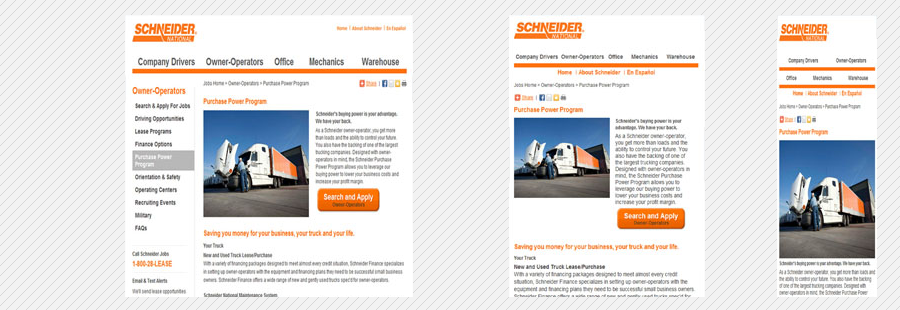 SCHNEIDER
NATIONAL
Home | About Schneider | En Español
Company Drivers Owner-Operators Office Mechanics Warehouse
Jobs Home > Owner-Operators > Purchase Power Program
Share
Owner-Operators
Search & Apply For Jobs
Driving Opportunities
Lease Programs
Finance Options
Purchase Power
Program
Orientation & Safety
Operating Centers
Recruiting Events
Military
FAQs
Call Schneider Jobs
1-800-28-LEASE
Email & Text Alerts
We'll send lease opportunities
Purchase Power Program
Schneider's buying power is your advantage.
We have your back.
As a Schneider owner-operator, you get more
than loads and the ability to control your future.
You also have the backing of one of the largest
trucking companies. Designed with owner-
operators in mind, the Schneider Purchase
Power Program allows you to leverage our
buying power to lower your business costs and
increase your profit margin.
Search and Apply
Owner-Operators
Saving you money for your business, your truck and your life.
Your Truck
New and Used Truck Lease/Purchase
With a variety of financing packages designed to meet almost every credit situation, Schneider Finance specializes
in setting up owner-operators with the equipment and financing plans they need to be successful small business
owners. Schneider Finance offers a wide range of new and gently used trucks spec'd for owner-operators.
Schneider National Maintenance System
SCHNEIDER
NATIONAL
Company Drivers Owner-Operators Office Mechanics Warehouse
Home | About Schneider | En Español
Jobs Home > Owner-Operators > Purchase Power Program
Share
Purchase Power Program
Schneider's buying power is your
advantage. We have your back.
As a Schneider owner-operator,
you get more than loads and the
ability to control your future. You
also have the backing of one of
the largest trucking companies.
Designed with owner-operators in
mind, the Schneider Purchase
Power Program allows you to
leverage our buying power to
lower your business costs and
increase your profit margin.
Search and Apply
Owner-Operators
Saving you money for your business, your truck and your life.
Your Truck
New and Used Truck Lease/Purchase
With a variety of financing packages designed to meet almost every credit
situation, Schneider Finance specializes in setting up owner-operators with the
equipment and financing plans they need to be successful small business owners.
Schneider Finance offers a wide range of new and gently used trucks spec'd for
SCHNEIDER
NATIONAL
Company Drivers Owner-Operators
Office Mechanics Warehouse
Home | About Schneider | En Español
Jobs Home > Owner-Operators > Purchase Power Program
Share
Purchase Power Program
Schneider's buying power is your advantage. We have your back.
As a Schneider owner-operator, you get more than loads and
the ability to control your future. You also have the backing of
one of the largest trucking companies. Designed with owner-
operators in mind, the Schneider Purchase Power Program